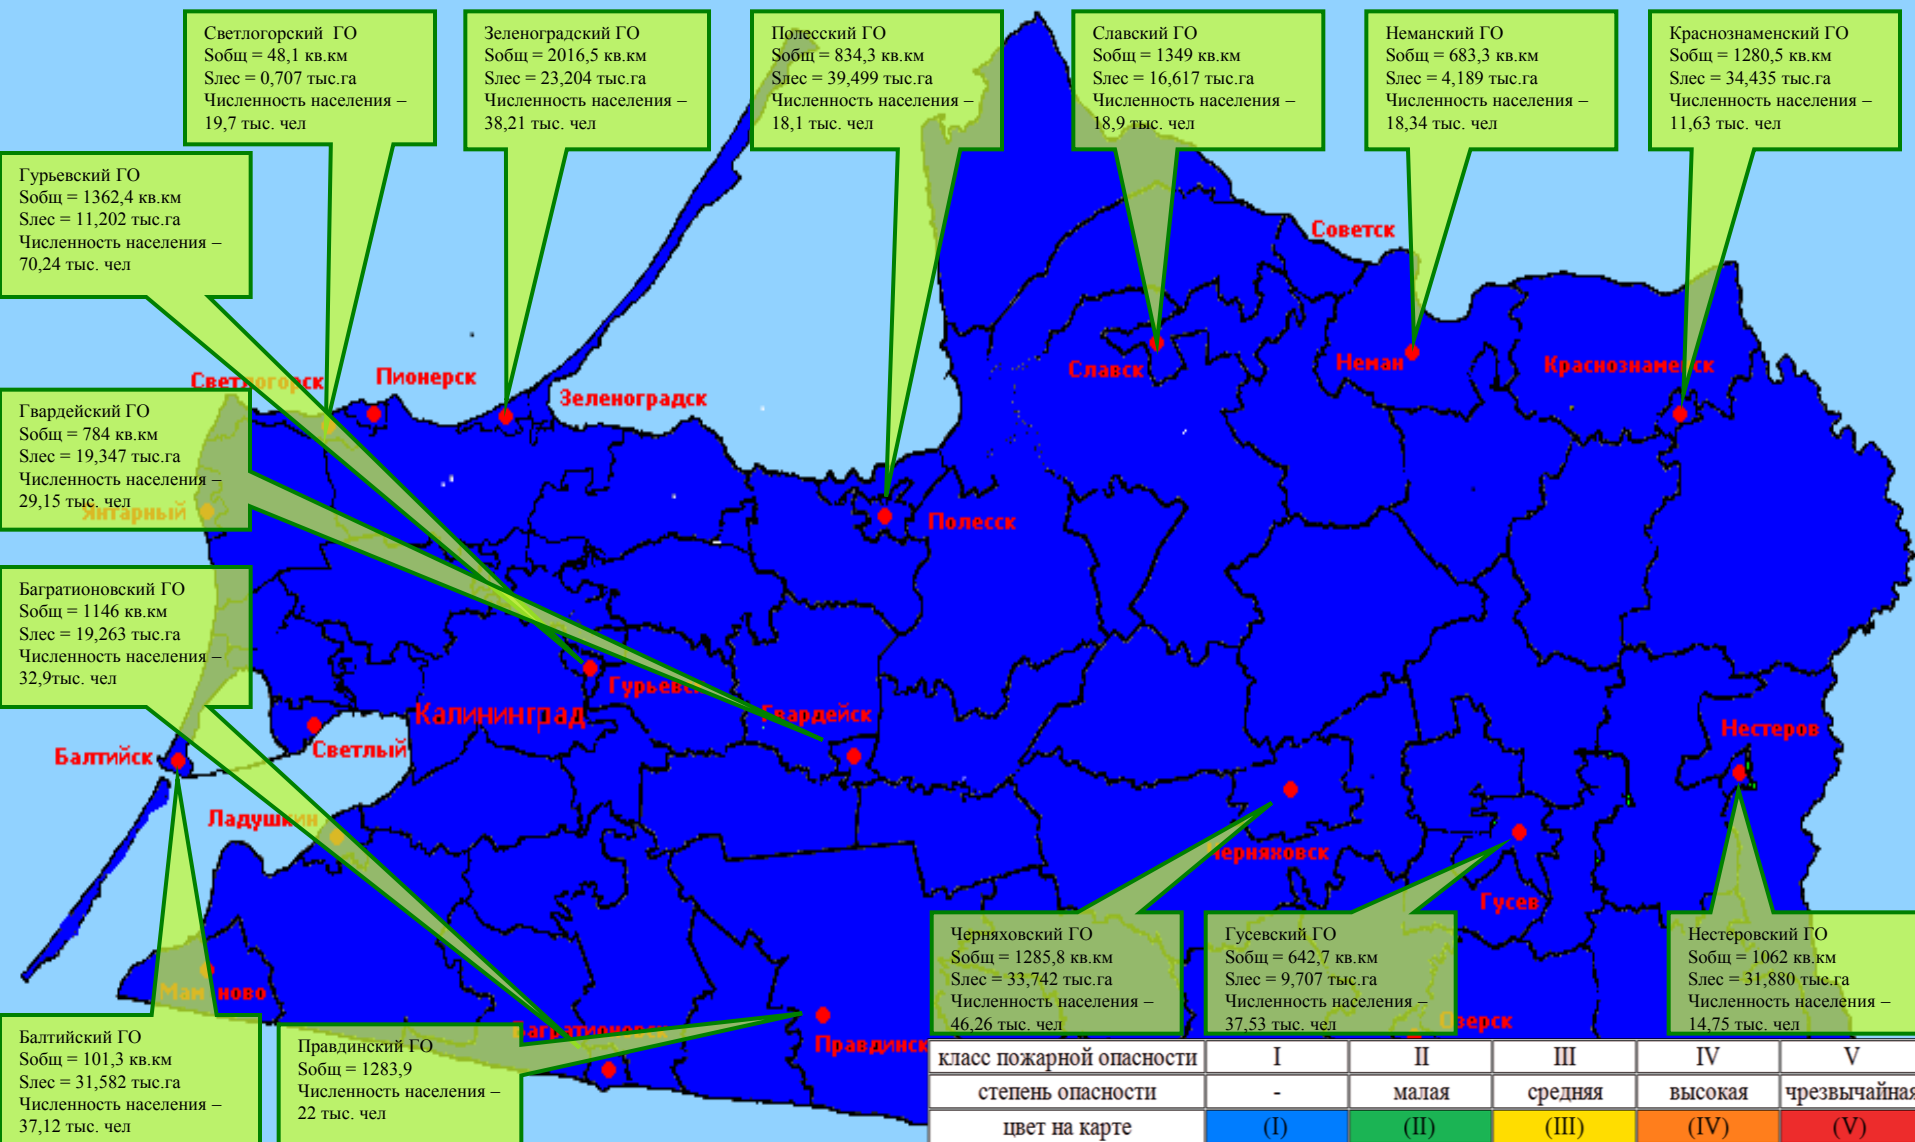 Светлогорский ГО
Sобщ = 48,1 кв.км
Sлес = 0,707 тыс.га
Численность населения –
19,7 тыс. чел
Зеленоградский ГО
Sобщ = 2016,5 кв.км
Sлес = 23,204 тыс.га
Численность населения –
38,21 тыс. чел
Полесский ГО
Sобщ = 834,3 кв.км
Sлес = 39,499 тыс.га
Численность населения –
18,1 тыс. чел
Славский ГО
Sобщ = 1349 кв.км
Sлес = 16,617 тыс.га
Численность населения –
18,9 тыс. чел
Неманский ГО
Sобщ = 683,3 кв.км
Sлес = 4,189 тыс.га
Численность населения –
18,34 тыс. чел
Краснознаменский ГО
Sобщ = 1280,5 кв.км
Sлес = 34,435 тыс.га
Численность населения –
11,63 тыс. чел
Гурьевский ГО
Sобщ = 1362,4 кв.км
Sлес = 11,202 тыс.га
Численность населения –
70,24 тыс. чел
Советск
Славск
Неман
Краснознаменск
Светлогорск
Пионерск
Зеленоградск
Гвардейский ГО
Sобщ = 784 кв.км
Sлес = 19,347 тыс.га
Численность населения –
29,15 тыс. чел
Янтарный
Полесск
Багратионовский ГО
Sобщ = 1146 кв.км
Sлес = 19,263 тыс.га
Численность населения –
32,9тыс. чел
Гурьевск
Калининград
Гвардейск
Нестеров
Балтийск
Светлый
Ладушкин
Черняховск
Гусев
Мамоново
Багратионовск
Правдинск
Озерск
Черняховский ГО
Sобщ = 1285,8 кв.км
Sлес = 33,742 тыс.га
Численность населения –
46,26 тыс. чел
Гусевский ГО
Sобщ = 642,7 кв.км
Sлес = 9,707 тыс.га
Численность населения –
37,53 тыс. чел
Нестеровский ГО
Sобщ = 1062 кв.км
Sлес = 31,880 тыс.га
Численность населения –
14,75 тыс. чел
Балтийский ГО
Sобщ = 101,3 кв.км
Sлес = 31,582 тыс.га
Численность населения –
37,12 тыс. чел
Правдинский ГО
Sобщ = 1283,9
Численность населения –
22 тыс. чел
класс пожарной опасности I II III IV V
степень опасности - малая средняя высокая чрезвычайная
цвет на карте (I) (II) (III) (IV) (V)